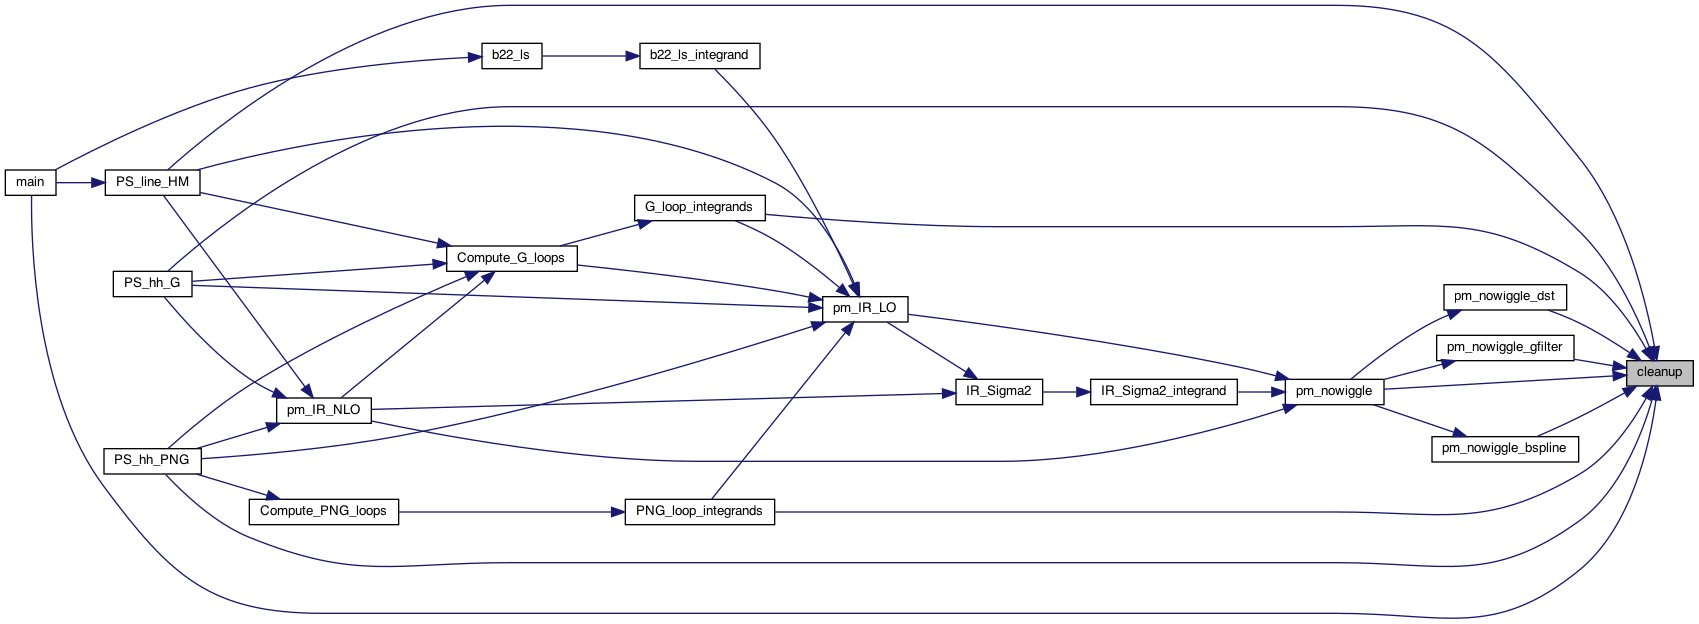 b22_ls
b22_ls_integrand
main
PS_line_HM
G_loop_integrands
Compute_G_loops
PS_hh_G
pm_IR_LO
pm_nowiggle_dst
pm_nowiggle_gfilter
cleanup
pm_IR_NLO
IR_Sigma2
IR_Sigma2_integrand
pm_nowiggle
pm_nowiggle_bspline
PS_hh_PNG
Compute_PNG_loops
PNG_loop_integrands